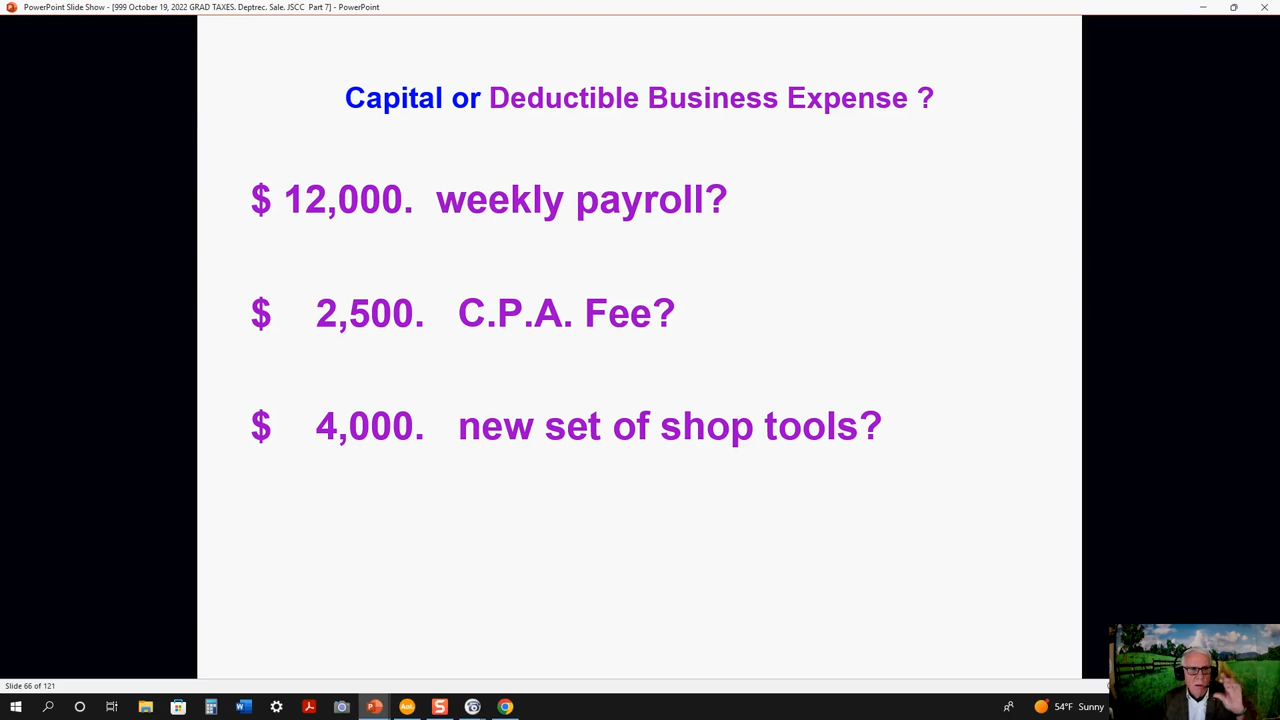 PowerPoint Slide Show - [999 October 19, 2022 GRAD TAXES. Deptrec. Sale. JSCC Part 7] - PowerPoint
Capital or Deductible Business Expense ?
$ 12,000. weekly payroll?
$ 2,500. C.P.A. Fee?
$ 4,000. new set of shop tools?
Slide 66 of 121
Aol.
54°F Sunny